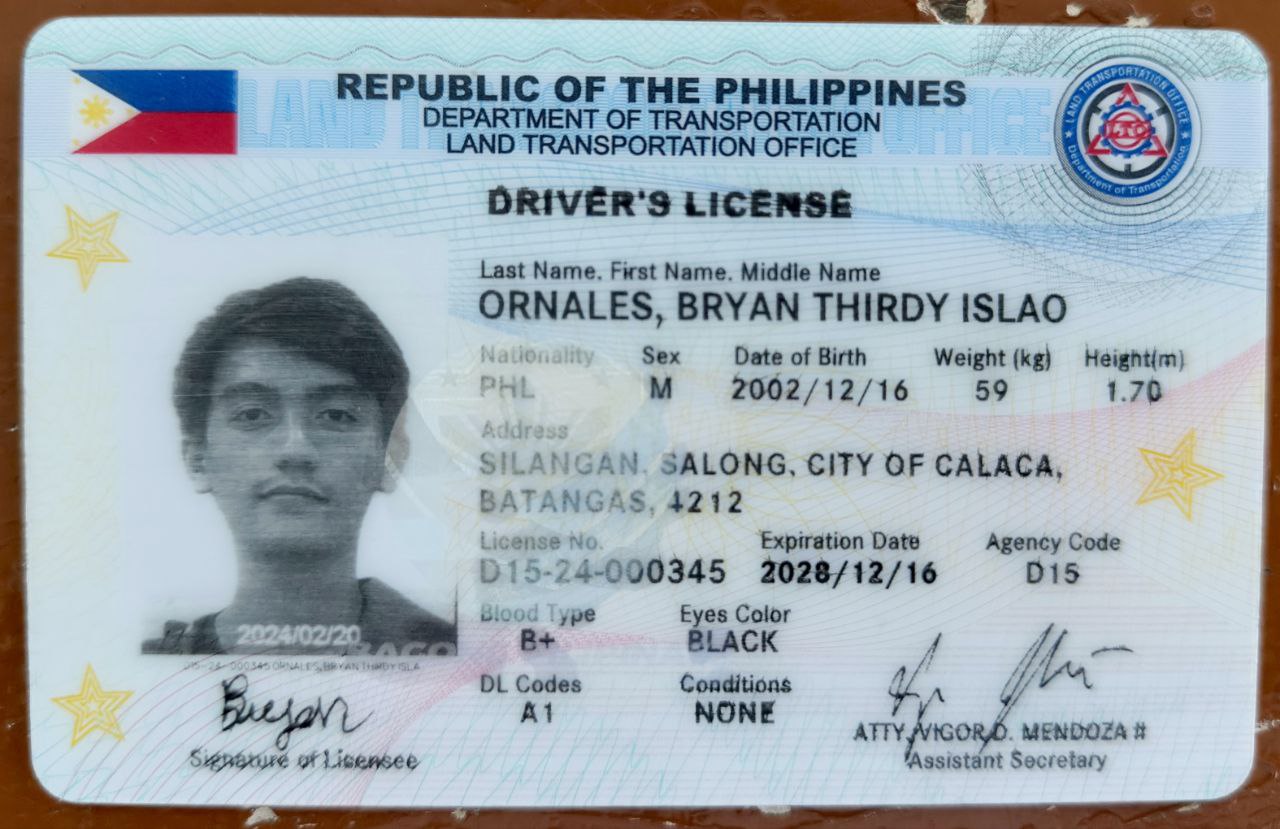 REPUBLIC OF THE PHILIPPINES
DEPARTMENT OF TRANSPORTATION
LAND TRANSPORTATION OFFICE
LAND TRANSPORTATION OFFICE
LTO
Department of Transportation
DRIVER'S LICENSE
Last Name. First Name. Middle Name
ORNALES, BRYAN THIRDY ISLAO
Nationality Sex Date of Birth Weight (kg) Height(m)
PHL M 2002/12/16 59 1.70
Address
SILANGAN, SALONG, CITY OF CALACA,
BATANGAS, 4212
License No. Expiration Date Agency Code
D15-24-000345 2028/12/16 D15
Blood Type Eyes Color
B+ BLACK
2024/02/20
D15-24-000345 ORNALES, BRYAN THIRDY ISLA
DL Codes Conditions
A1 NONE
Bryan
Signature of Licensee
ATTY. VIGOR D. MENDOZA II
Assistant Secretary